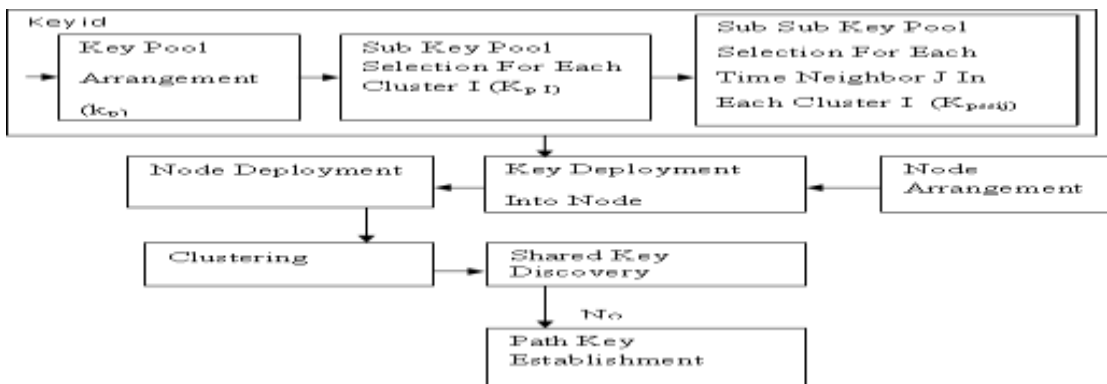 Key id
Key Pool
Arrangement
(kp)
Sub Key Pool
Selection For Each
Cluster I (Kp I)
Sub Sub Key Pool
Selection For Each
Time Neighbor J In
Each Cluster I (Kpssij)
Node Deployment
Key Deployment
Into Node
Node
Arrangement
Clustering
Shared Key
Discovery
No
Path Key
Establishment